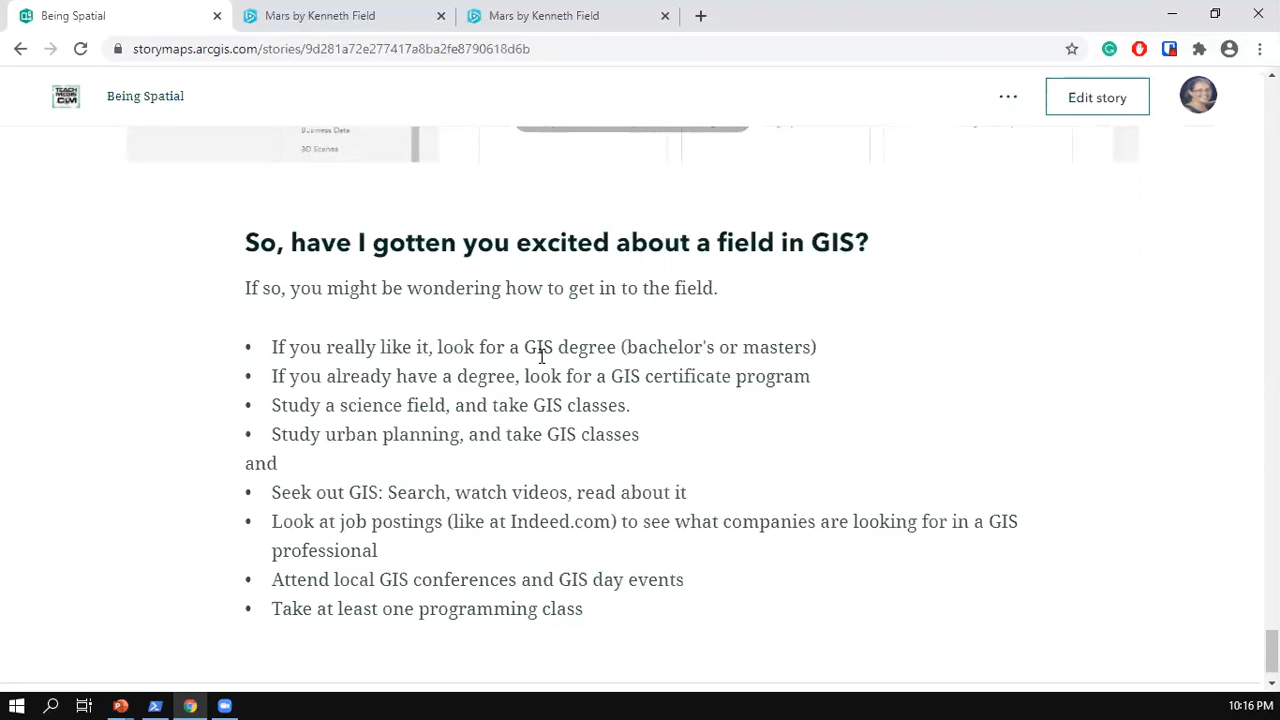 Being Spatial
Mars by Kenneth Field
Mars by Kenneth Field
storymaps.arcgis.com/stories/9d281a72e277417a8ba2fe8790618d6b
TEACH
Being Spatial
Edit story
Business Data
3D Scenes
So, have I gotten you excited about a field in GIS?
If so, you might be wondering how to get in to the field.
• If you really like it, look for a GIS degree (bachelor's or masters)
• If you already have a degree, look for a GIS certificate program
• Study a science field, and take GIS classes.
• Study urban planning, and take GIS classes
and
• Seek out GIS: Search, watch videos, read about it
• Look at job postings (like at Indeed.com) to see what companies are looking for in a GIS
professional
• Attend local GIS conferences and GIS day events
• Take at least one programming class
10:16 PM